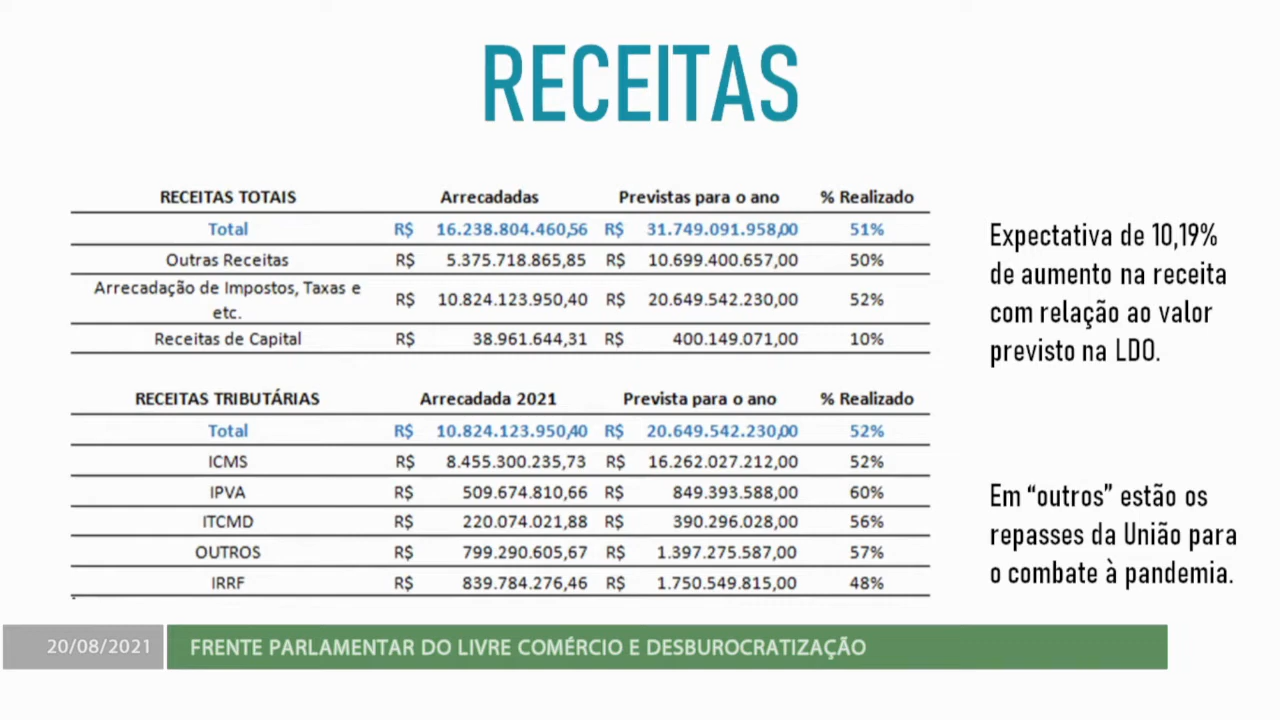 RECEITAS
RECEITAS TOTAIS Arrecadadas Previstas para o ano % Realizado
Total R$ 16.238.804.460,56 R$ 31.749.091.958,00 51%
Outras Receitas R$ 5.375.718.865,85 R$ 10.699.400.657,00 50%
Arrecadação de Impostos, Taxas e
etc. R$ 10.824.123.950,40 R$ 20.649.542.230,00 52%
Receitas de Capital R$ 38.961.644,31 R$ 400.149.071,00 10%
Expectativa de 10,19%
de aumento na receita
com relação ao valor
previsto na LDO.
RECEITAS TRIBUTÁRIAS Arrecadada 2021 Prevista para o ano % Realizado
Total R$ 10.824.123.950,40 R$ 20.649.542.230,00 52%
ICMS R$ 8.455.300.235,73 R$ 16.262.027.212,00 52%
IPVA R$ 509.674.810,66 R$ 849.393.588,00 60%
ITCMD R$ 220.074.021,88 R$ 390.296.028,00 56%
OUTROS R$ 799.290.605,67 R$ 1.397.275.587,00 57%
IRRF R$ 839.784.276,46 R$ 1.750.549.815,00 48%
Em “outros” estão os
repasses da União para
o combate à pandemia.
20/08/2021 FRENTE PARLAMENTAR DO LIVRE COMÉRCIO E DESBUROCRATIZAÇÃO